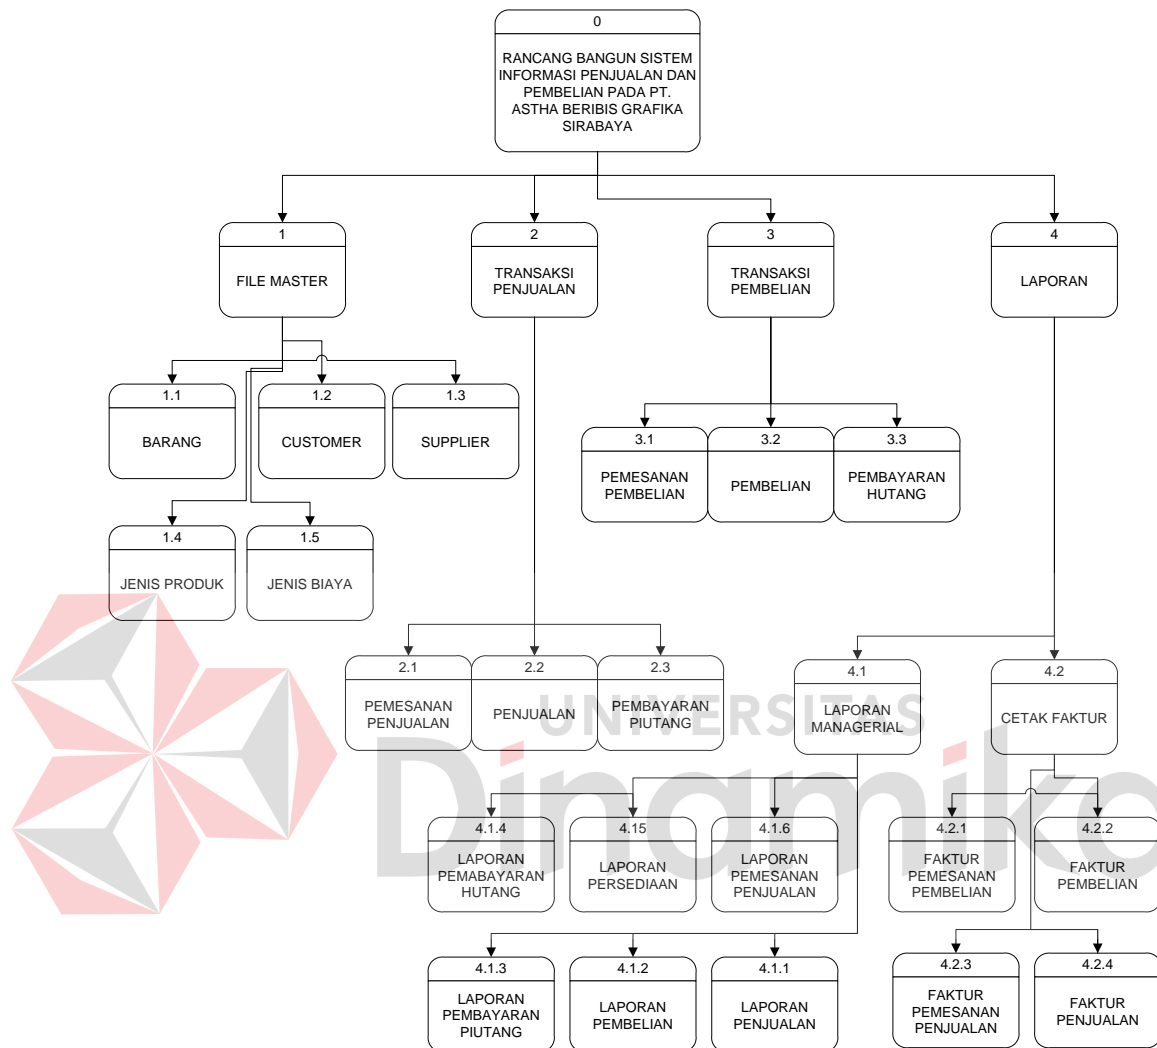 0
RANCANG BANGUN SISTEM
INFORMASI PENJUALAN DAN
PEMBELIAN PADA PT.
ASTHA BERIBIS GRAFIKA
SIRABAYA
1
FILE MASTER
2
TRANSAKSI
PENJUALAN
3
TRANSAKSI
PEMBELIAN
4
LAPORAN
1.1
BARANG
1.2
CUSTOMER
1.3
SUPPLIER
3.1
PEMESANAN
PEMBELIAN
3.2
PEMBELIAN
3.3
PEMBAYARAN
HUTANG
1.4
JENIS PRODUK
1.5
JENIS BIAYA
2.1
PEMESANAN
PENJUALAN
2.2
PENJUALAN
2.3
PEMBAYARAN
PIUTANG
4.1
LAPORAN
MANAGERIAL
4.2
CETAK FAKTUR
UNIVERSITAS
Dinamika
4.1.4
LAPORAN
PEMABAYARAN
HUTANG
4.15
LAPORAN
PERSEDIAAN
4.1.6
LAPORAN
PEMESANAN
PENJUALAN
4.2.1
FAKTUR
PEMESANAN
PEMBELIAN
4.2.2
FAKTUR
PEMBELIAN
4.1.3
LAPORAN
PEMBAYARAN
PIUTANG
4.1.2
LAPORAN
PEMBELIAN
4.1.1
LAPORAN
PENJUALAN
4.2.3
FAKTUR
PEMESANAN
PENJUALAN
4.2.4
FAKTUR
PENJUALAN